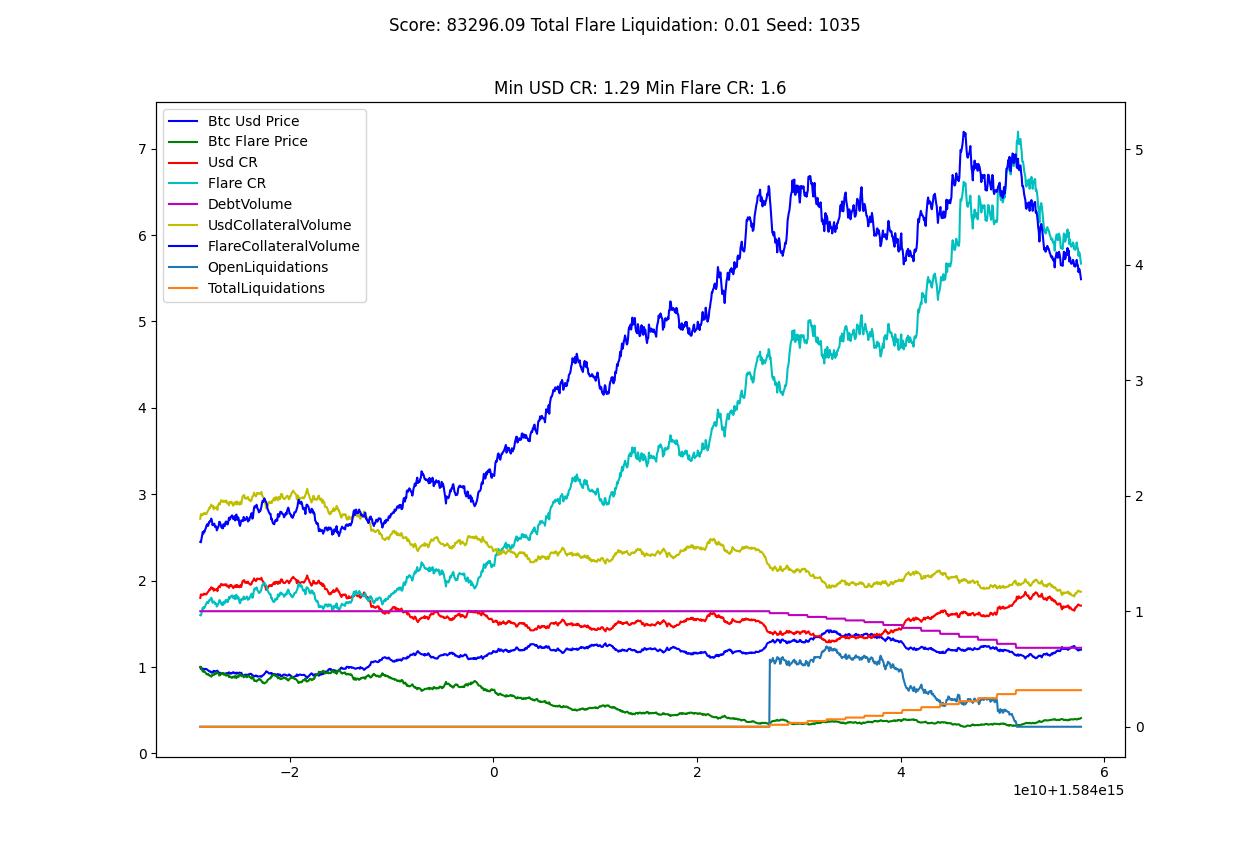 Score: 83296.09 Total Flare Liquidation: 0.01 Seed: 1035
Min USD CR: 1.29 Min Flare CR: 1.6
Btc Usd Price
Btc Flare Price
Usd CR
Flare CR
DebtVolume
UsdCollateralVolume
FlareCollateralVolume
OpenLiquidations
TotalLiquidations
7
6
5
4
3
2
1
0
5
4
3
2
1
0
−2
0
2
4
6
1e10+1.584e15